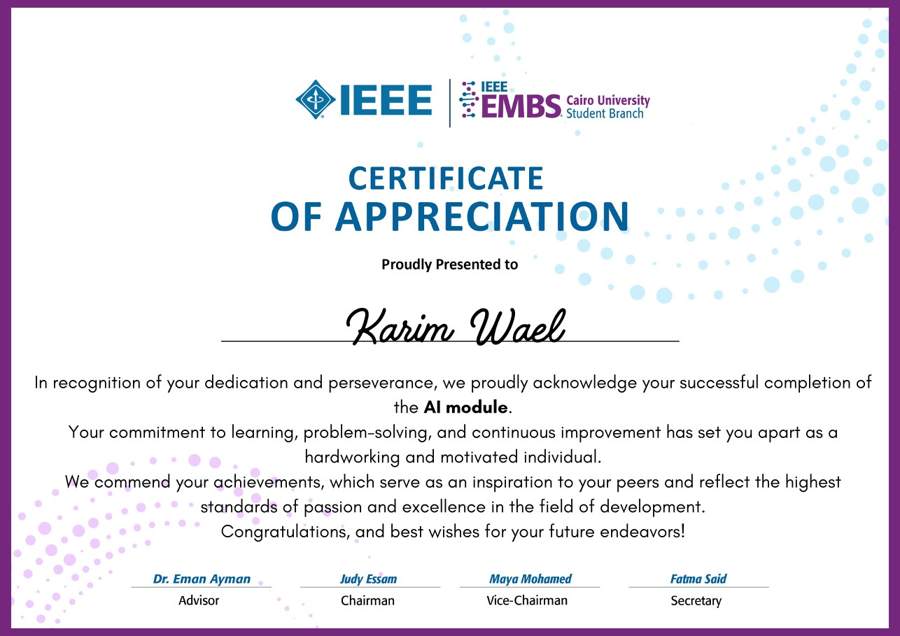 IEEE
IEEE
EMBS
Cairo University
Student Branch
CERTIFICATE
OF APPRECIATION
Proudly Presented to
Karim Wael
In recognition of your dedication and perseverance, we proudly acknowledge your successful completion of
the AI module.
Your commitment to learning, problem-solving, and continuous improvement has set you apart as a
hardworking and motivated individual.
We commend your achievements, which serve as an inspiration to your peers and reflect the highest
standards of passion and excellence in the field of development.
Congratulations, and best wishes for your future endeavors!
Dr. Eman Ayman
Advisor
Judy Essam
Chairman
Maya Mohamed
Vice-Chairman
Fatma Said
Secretary